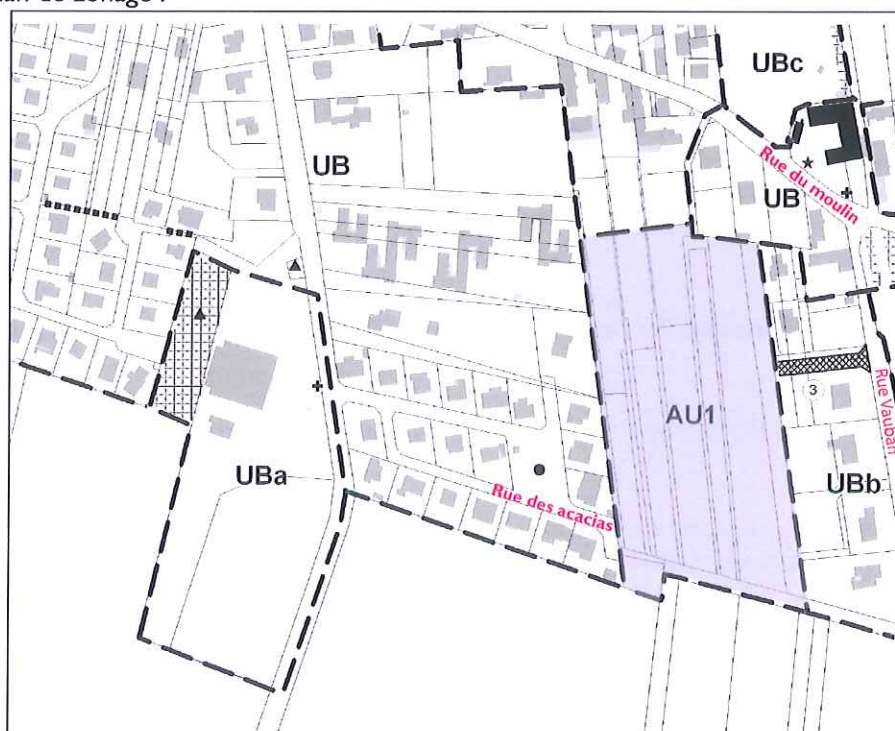 UBc
UB
Rue du moulin
UB
AU1
3
Rue Vauban
UBa
UBb
Rue des acacias